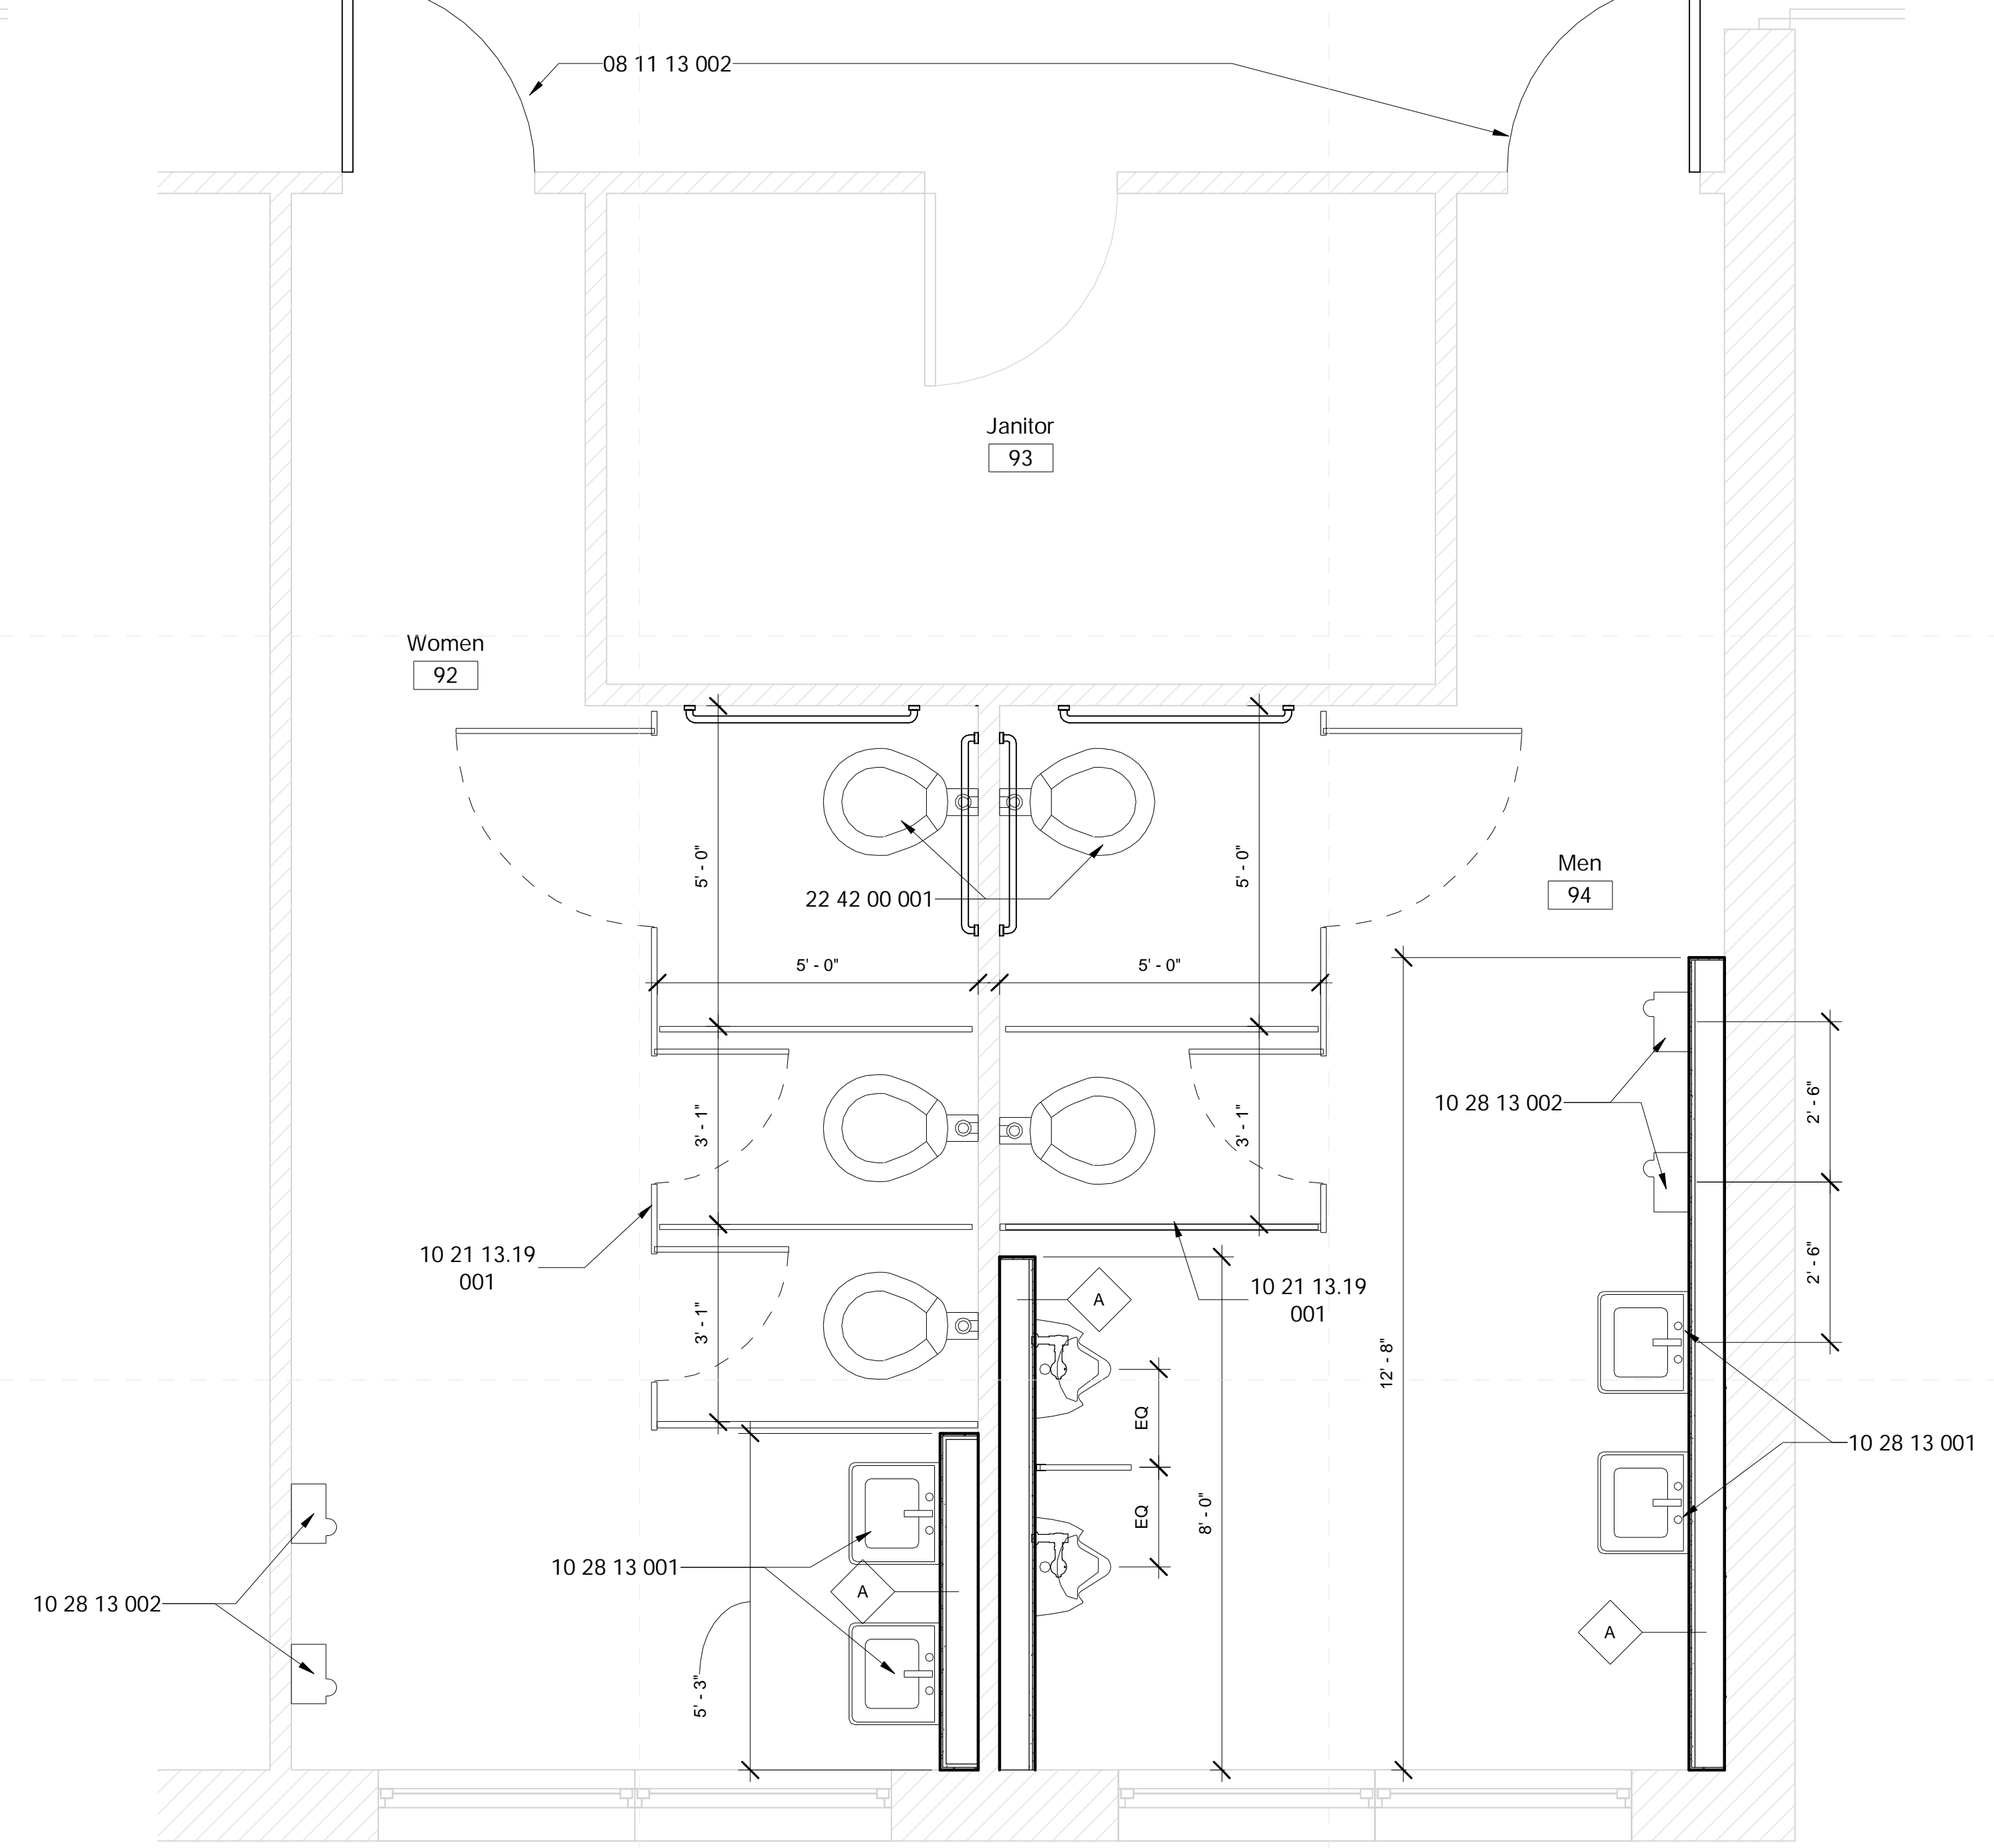 08 11 13 002
Janitor
93
Women
92
5' - 0"
5' - 0"
Men
94
22 42 00 001
5' - 0"
5' - 0"
10 28 13 002
2' - 6"
3' - 1"
3' - 1"
10 21 13.19
001
2' - 6"
10 21 13.19
001
A
3' - 1"
12' - 8"
EQ
10 28 13 001
EQ
8' - 0"
10 28 13 001
A
10 28 13 002
A
5' - 3"